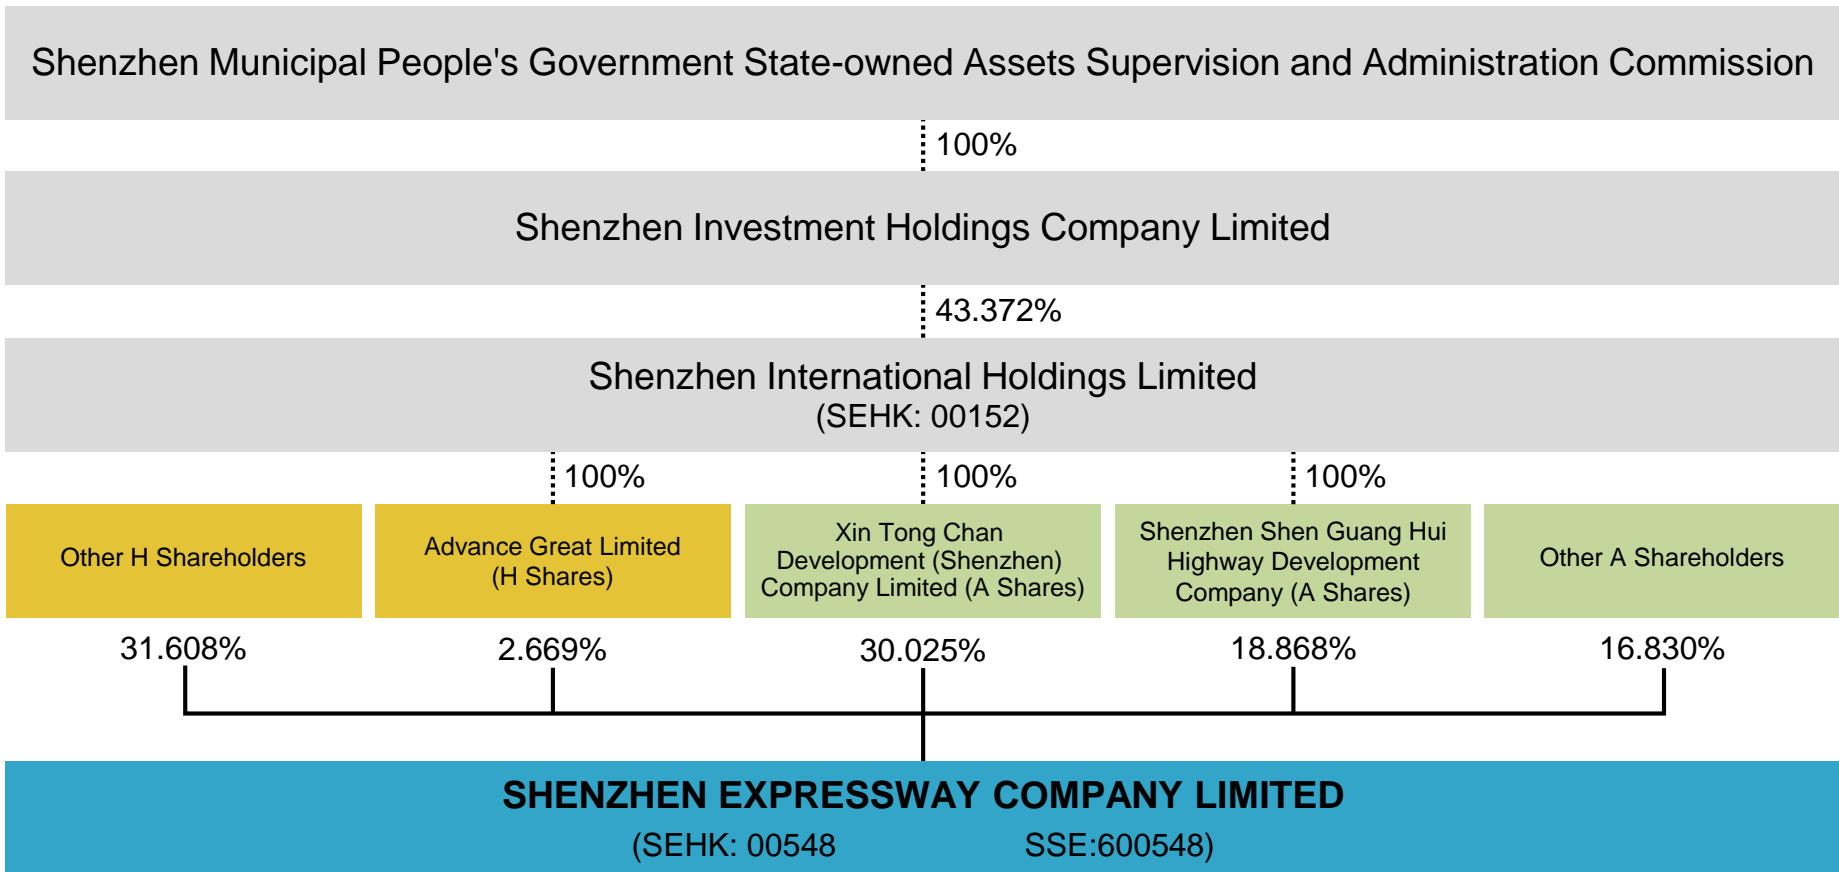 Shenzhen Municipal People's Government State-owned Assets Supervision and Administration Commission
100%
Shenzhen Investment Holdings Company Limited
43.372%
Shenzhen International Holdings Limited
(SEHK: 00152)
100%
100%
100%
Other H Shareholders
Advance Great Limited
(H Shares)
Xin Tong Chan
Development (Shenzhen)
Company Limited (A Shares)
Shenzhen Shen Guang Hui
Highway Development
Company (A Shares)
Other A Shareholders
31.608%
2.669%
30.025%
18.868%
16.830%
SHENZHEN EXPRESSWAY COMPANY LIMITED
(SEHK: 00548 SSE:600548)